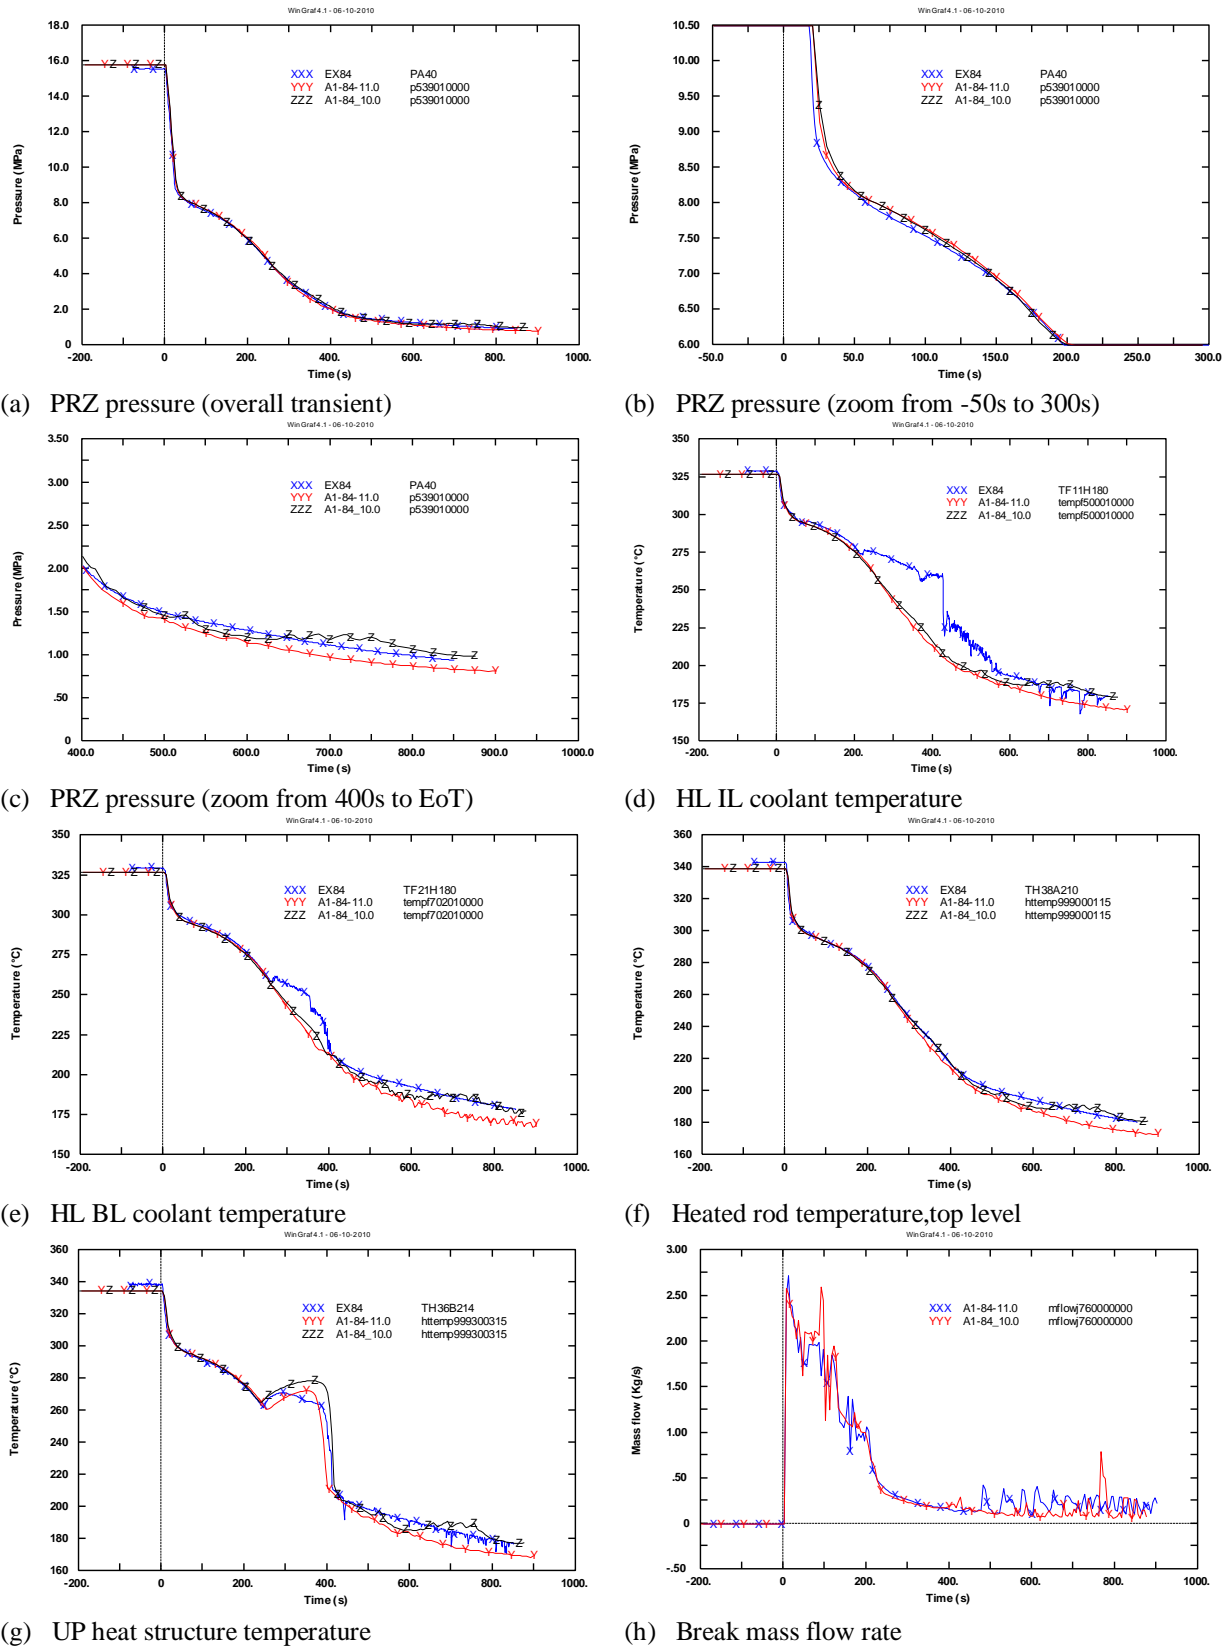 WinGraf 4.1 - 06-10-2010
18.0
16.0
14.0
12.0
10.0
8.0
6.0
4.0
2.0
0
Pressure (MPa)
XXX EX84 PA40
YYY A1-84-11.0 p539010000
ZZZ A1-84_10.0 p539010000
-200. 0 200. 400. 600. 800. 1000.
Time (s)
(a) PRZ pressure (overall transient)
WinGraf 4.1 - 06-10-2010
10.50
10.00
9.50
9.00
8.50
8.00
7.50
7.00
6.50
6.00
Pressure (MPa)
XXX EX84 PA40
YYY A1-84-11.0 p539010000
ZZZ A1-84_10.0 p539010000
-50.0 0 50.0 100.0 150.0 200.0 250.0 300.0
Time (s)
(b) PRZ pressure (zoom from -50s to 300s)
WinGraf 4.1 - 06-10-2010
3.50
3.00
2.50
2.00
1.50
1.00
.50
0
Pressure (MPa)
XXX EX84 PA40
YYY A1-84-11.0 p539010000
ZZZ A1-84_10.0 p539010000
400.0 500.0 600.0 700.0 800.0 900.0 1000.0
Time (s)
(c) PRZ pressure (zoom from 400s to EoT)
WinGraf 4.1 - 06-10-2010
350
325
300
275
250
225
200
175
150
Temperature (°C)
XXX EX84 TF11H180
YYY A1-84-11.0 tempf500010000
ZZZ A1-84_10.0 tempf500010000
-200. 0 200. 400. 600. 800. 1000.
Time (s)
(d) HL IL coolant temperature
WinGraf 4.1 - 06-10-2010
350
325
300
275
250
225
200
175
150
Temperature (°C)
XXX EX84 TF21H180
YYY A1-84-11.0 tempf702010000
ZZZ A1-84_10.0 tempf702010000
-200. 0 200. 400. 600. 800. 1000.
Time (s)
(e) HL BL coolant temperature
WinGraf 4.1 - 06-10-2010
360
340
320
300
280
260
240
220
200
180
160
Temperature (°C)
XXX EX84 TH38A210
YYY A1-84-11.0 httemp999000115
ZZZ A1-84_10.0 httemp999000115
-200. 0 200. 400. 600. 800. 1000.
Time (s)
(f) Heated rod temperature,top level
WinGraf 4.1 - 06-10-2010
360
340
320
300
280
260
240
220
200
180
160
Temperature (°C)
XXX EX84 TH36B214
YYY A1-84-11.0 httemp999300315
ZZZ A1-84_10.0 httemp999300315
-200. 0 200. 400. 600. 800. 1000.
Time (s)
(g) UP heat structure temperature
WinGraf 4.1 - 06-10-2010
3.00
2.50
2.00
1.50
1.00
.50
0
-.50
Mass flow (Kg/s)
XXX A1-84-11.0 mflowj760000000
YYY A1-84_10.0 mflowj760000000
-200. 0 200. 400. 600. 800. 1000.
Time (s)
(h) Break mass flow rate